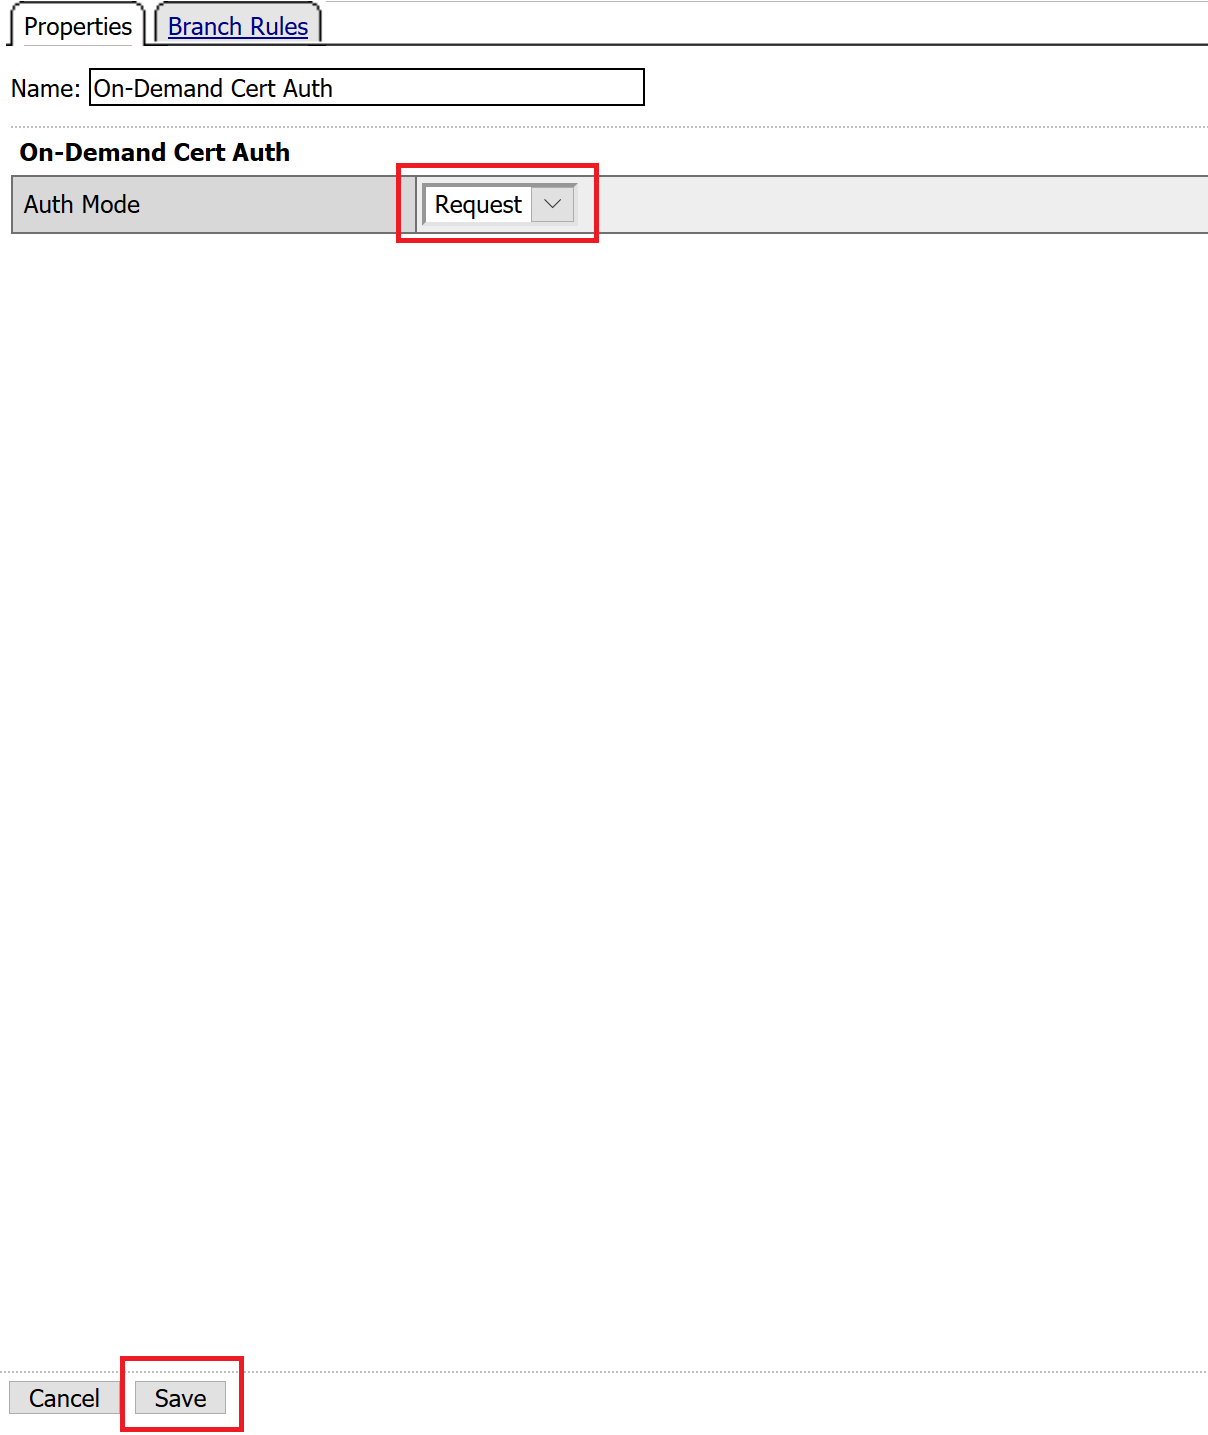 Properties Branch Rules
Name: On-Demand Cert Auth
On-Demand Cert Auth
Auth Mode Request
Cancel Save